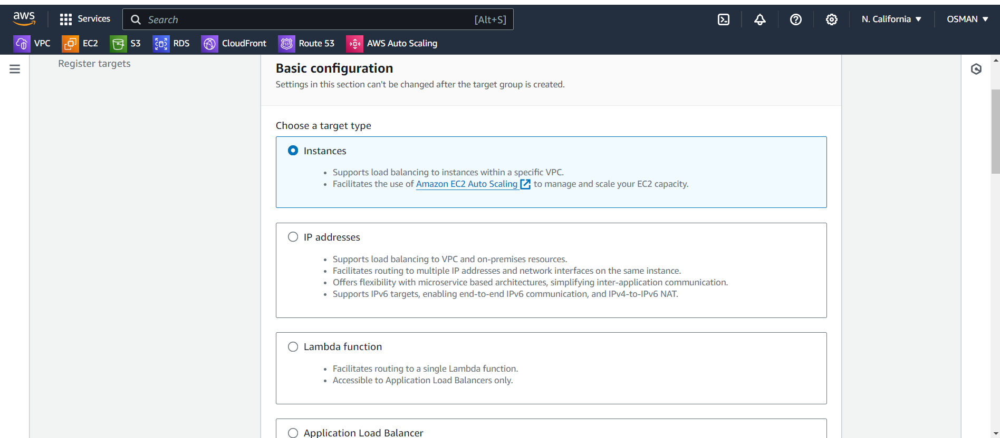 aws
Services
Search [Alt+S]
N. California
OSMAN
VPC
EC2
S3
RDS
CloudFront
53
Route 53
AWS Auto Scaling
Register targets
Basic configuration
Settings in this section can't be changed after the target group is created.
Choose a target type
Instances
Supports load balancing to instances within a specific VPC.
Facilitates the use of Amazon EC2 Auto Scaling to manage and scale your EC2 capacity.
IP addresses
Supports load balancing to VPC and on-premises resources.
Facilitates routing to multiple IP addresses and network interfaces on the same instance.
Offers flexibility with microservice based architectures, simplifying inter-application communication.
Supports IPv6 targets, enabling end-to-end IPv6 communication, and IPv4-to-IPv6 NAT.
Lambda function
Facilitates routing to a single Lambda function.
Accessible to Application Load Balancers only.
Application Load Balancer